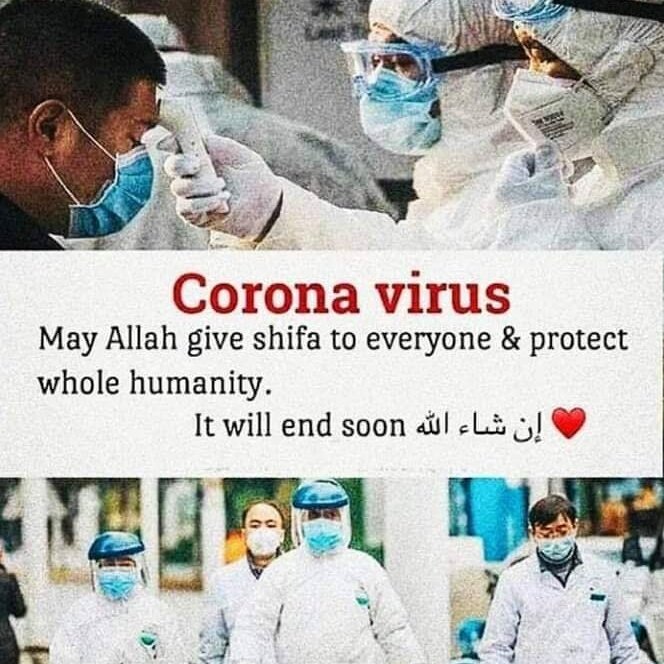 Corona virus
May Allah give shifa to everyone & protect
whole humanity.
It will end soon إن شاء الله ❤️